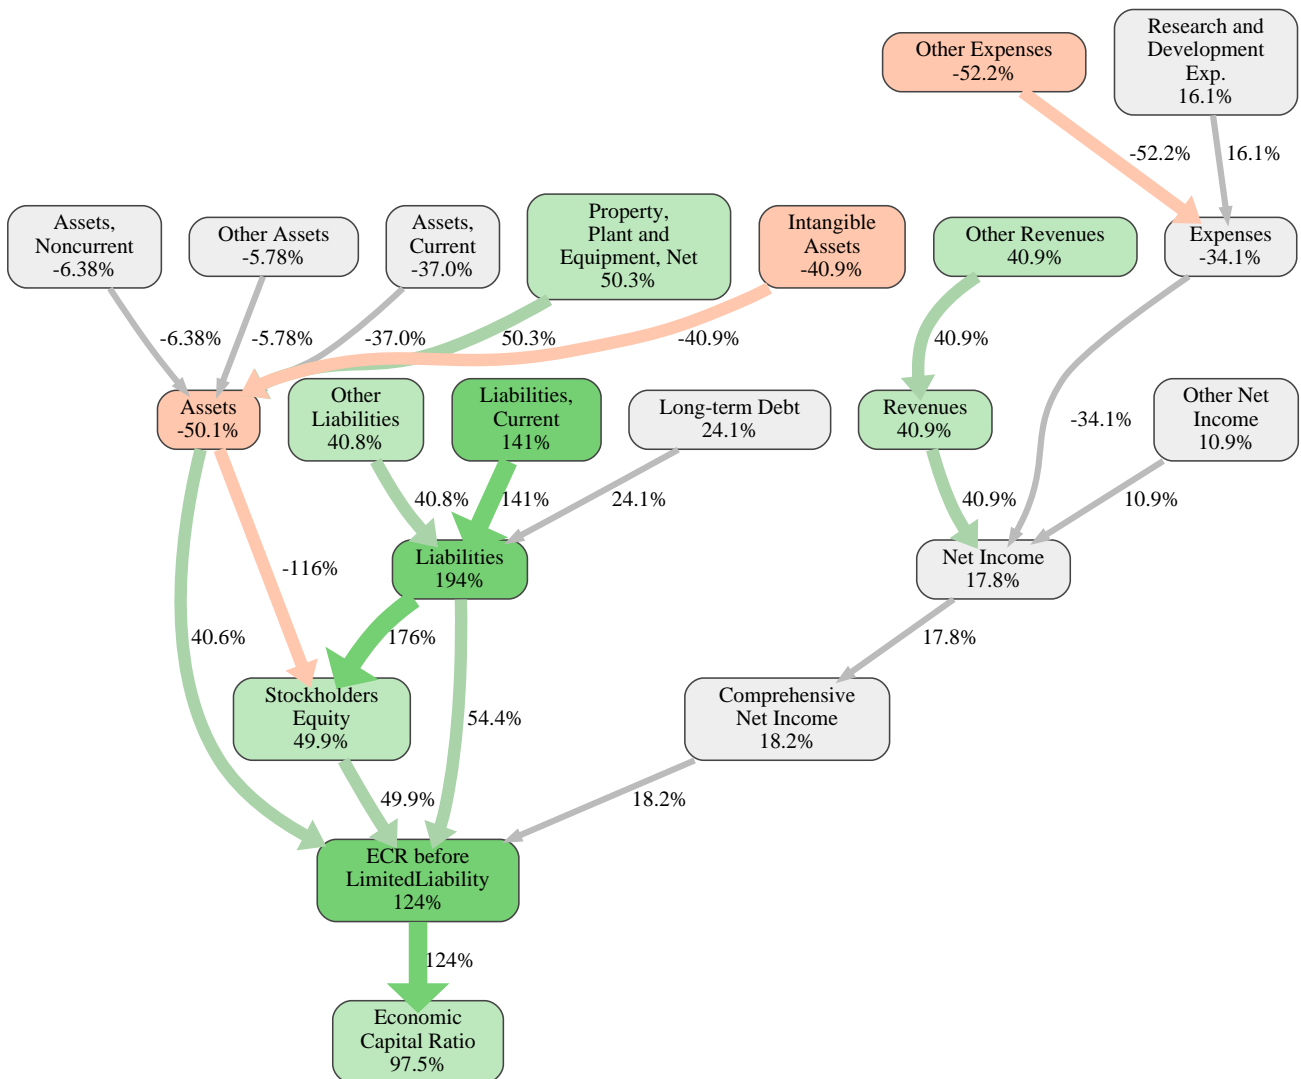 Research and
Development
Exp.
16.1%
Other Expenses
-52.2%
-52.2%
16.1%
Assets,
Noncurrent
-6.38%
Other Assets
-5.78%
Assets,
Current
-37.0%
Property,
Plant and
Equipment, Net
50.3%
Intangible
Assets
-40.9%
Other Revenues
40.9%
Expenses
-34.1%
-6.38%
-5.78%
-37.0%
50.3%
-40.9%
40.9%
-34.1%
Assets
-50.1%
Other
Liabilities
40.8%
Liabilities,
Current
141%
Long-term Debt
24.1%
Revenues
40.9%
Other Net
Income
10.9%
40.8%
141%
24.1%
40.9%
10.9%
-116%
Liabilities
194%
Net Income
17.8%
40.6%
176%
17.8%
Stockholders
Equity
49.9%
54.4%
Comprehensive
Net Income
18.2%
49.9%
18.2%
ECR before
LimitedLiability
124%
124%
Economic
Capital Ratio
97.5%